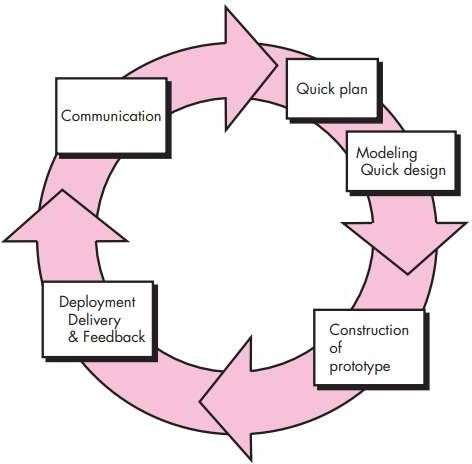 Communication
Quick plan
Modeling
Quick design
Construction
of
prototype
Deployment
Delivery
& Feedback